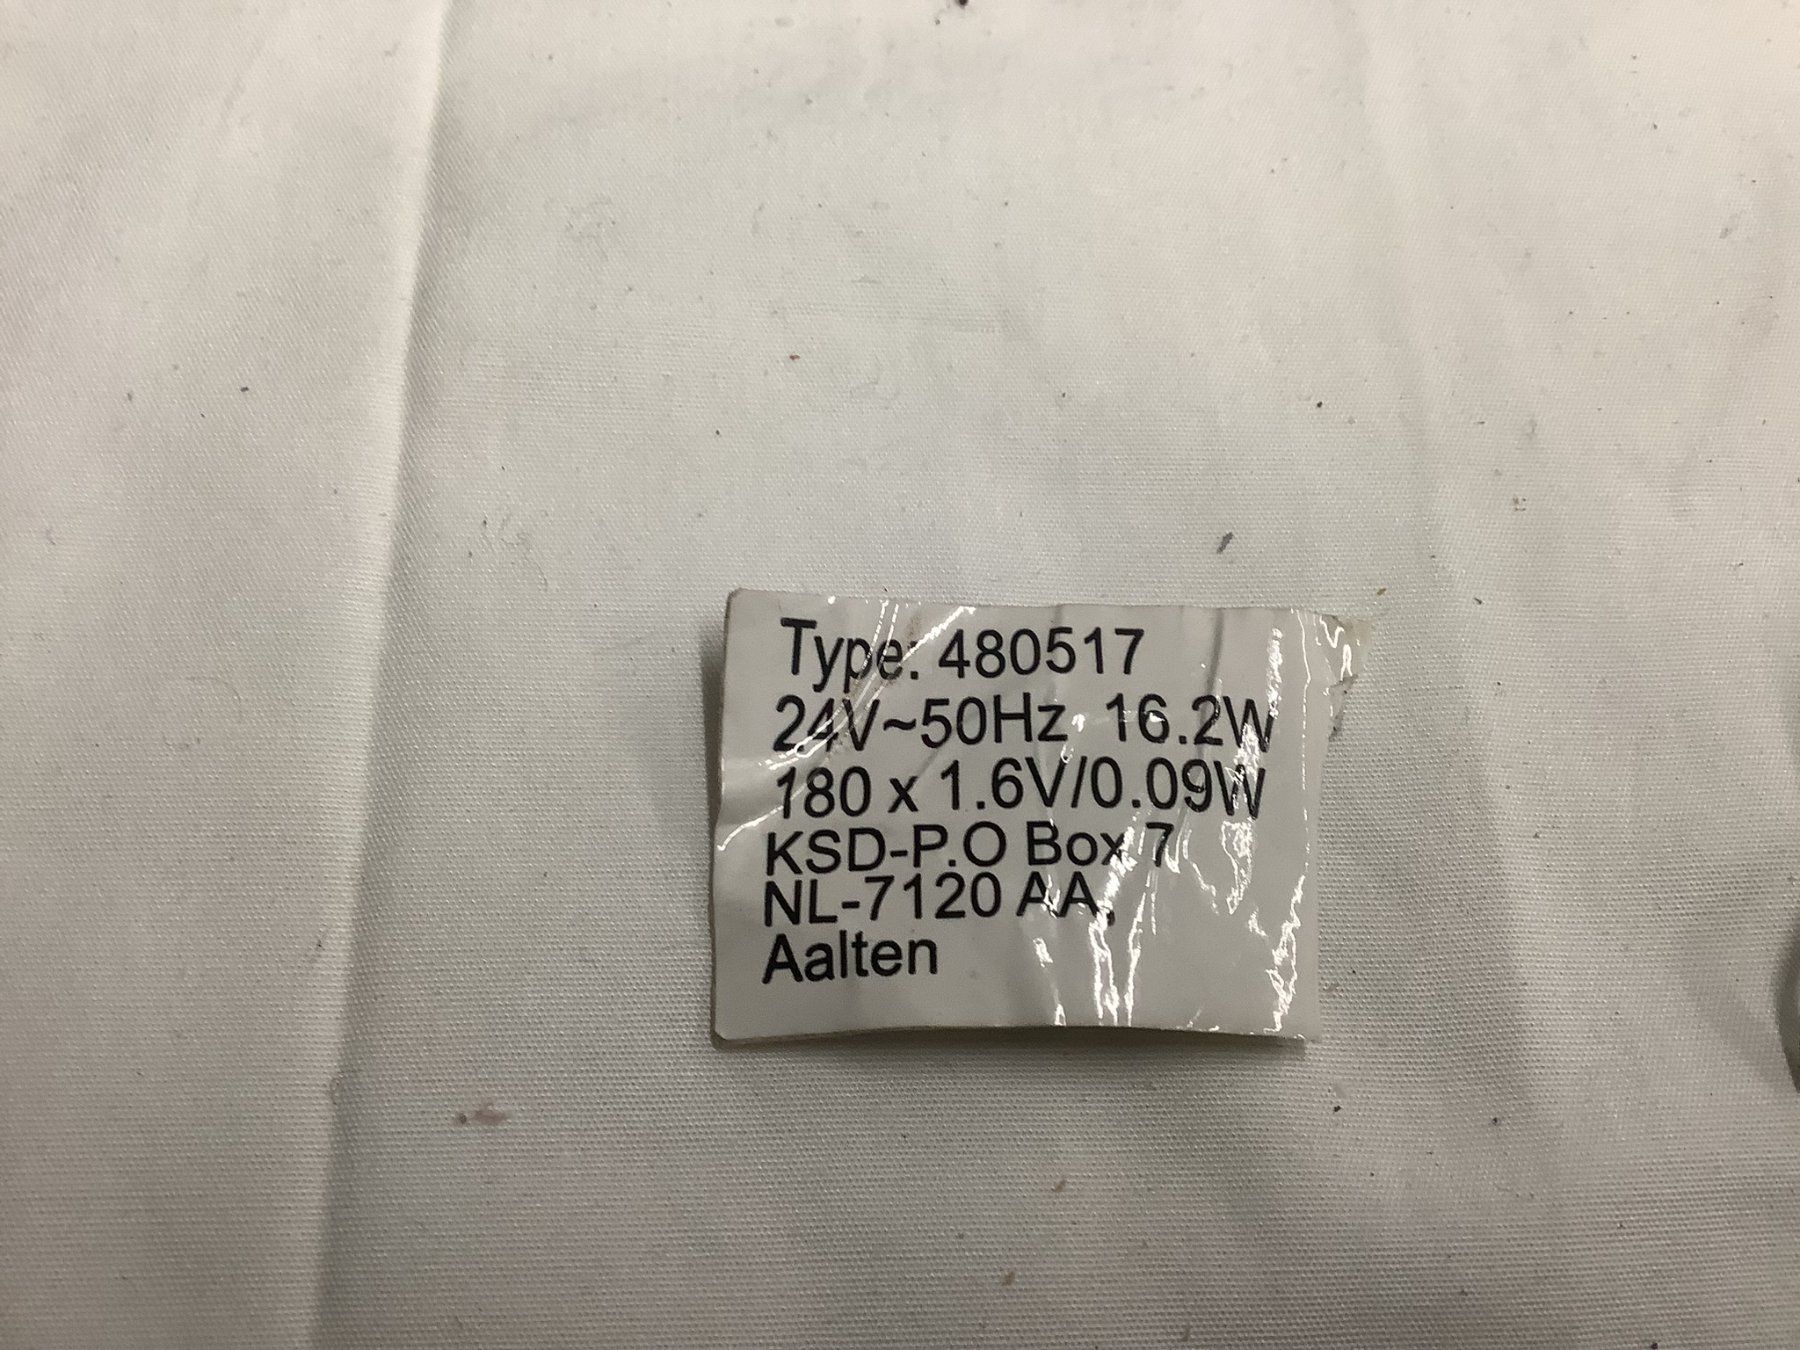 Type: 480517
24V~50Hz 16.2W
180 x 1.6V/0.09W
KSD-P.O Box 7
NL-7120 AA,
Aalten